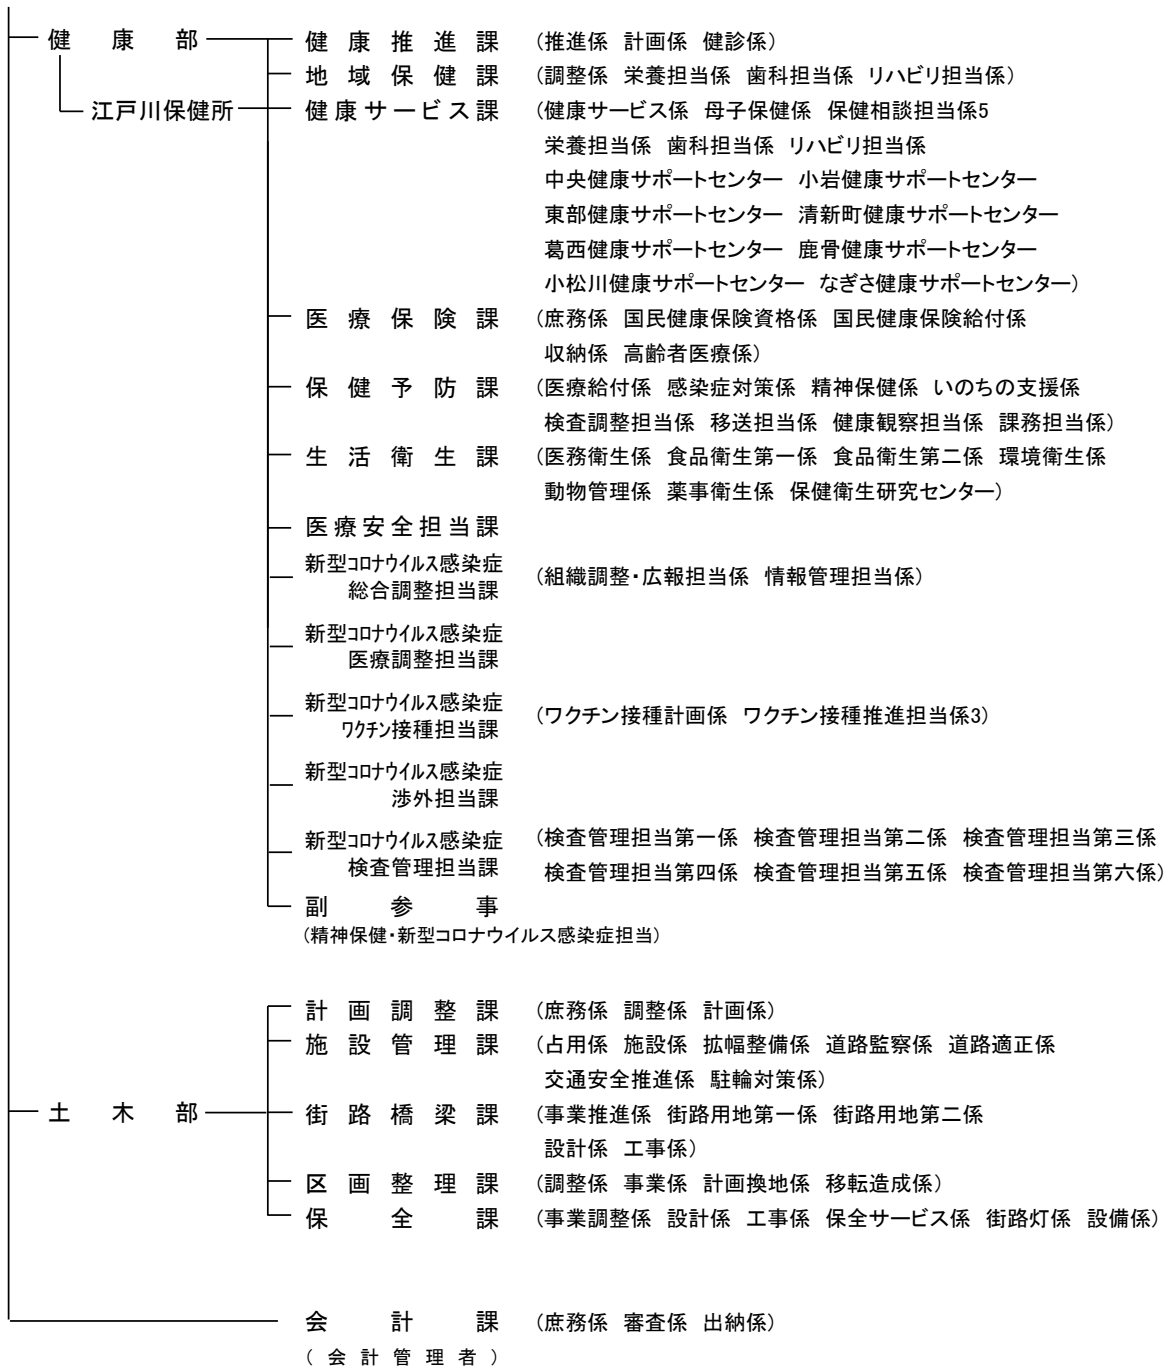 健康部 健康推進課 (推進係 計画係 健診係)
地域保健課 (調整係 栄養担当係 歯科担当係 リハビリ担当係)
江戸川保健所 健康サービス課 (健康サービス係 母子保健係 保健相談担当係5
栄養担当係 歯科担当係 リハビリ担当係
中央健康サポートセンター 小岩健康サポートセンター
東部健康サポートセンター 清新町健康サポートセンター
葛西健康サポートセンター 鹿骨健康サポートセンター
小松川健康サポートセンター なぎさ健康サポートセンター)
医療保険課 (庶務係 国民健康保険資格係 国民健康保険給付係
収納係 高齢者医療係)
保健予防課 (医療給付係 感染症対策係 精神保健係 いのちの支援係
検査調整担当係 移送担当係 健康観察担当係 課務担当係)
生活衛生課 (医務衛生係 食品衛生第一係 食品衛生第二係 環境衛生係
動物管理係 薬事衛生係 保健衛生研究センター)
医療安全担当課
新型コロナウイルス感染症
総合調整担当課 (組織調整・広報担当係 情報管理担当係)
新型コロナウイルス感染症
医療調整担当課
新型コロナウイルス感染症
ワクチン接種担当課 (ワクチン接種計画係 ワクチン接種推進担当係3)
新型コロナウイルス感染症
渉外担当課
新型コロナウイルス感染症 (検査管理担当第一係 検査管理担当第二係 検査管理担当第三係
検査管理担当課 検査管理担当第四係 検査管理担当第五係 検査管理担当第六係)
副参事
(精神保健・新型コロナウイルス感染症担当)
計画調整課 (庶務係 調整係 計画係)
施設管理課 (占用係 施設係 拡幅整備係 道路監察係 道路適正係
交通安全推進係 駐輪対策係)
土木部 街路橋梁課 (事業推進係 街路用地第一係 街路用地第二係
設計係 工事係)
区画整理課 (調整係 事業係 計画換地係 移転造成係)
保全課 (事業調整係 設計係 工事係 保全サービス係 街路灯係 設備係)
会計課 (庶務係 審査係 出納係)
(会計管理者)